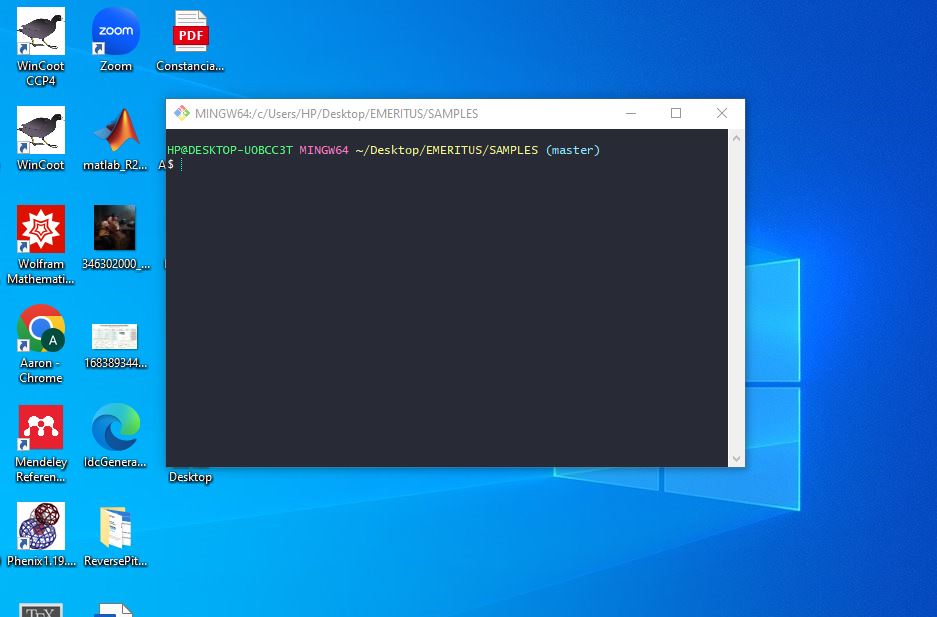 WinCoot
CCP4
zoom
Zoom
PDF
Constancia...
WinCoot
matlab_R2...
A
Wolfram
Mathemati...
346302000_...
A
Aaron -
Chrome
168389344...
Mendeley
Referen...
IdcGenera...
Desktop
Phenix1.19....
ReversePit...
TEX
MINGW64:/c/Users/HP/Desktop/EMERITUS/SAMPLES
HP@DESKTOP-UOBCC3T MINGW64 ~/Desktop/EMERITUS/SAMPLES (master)
$